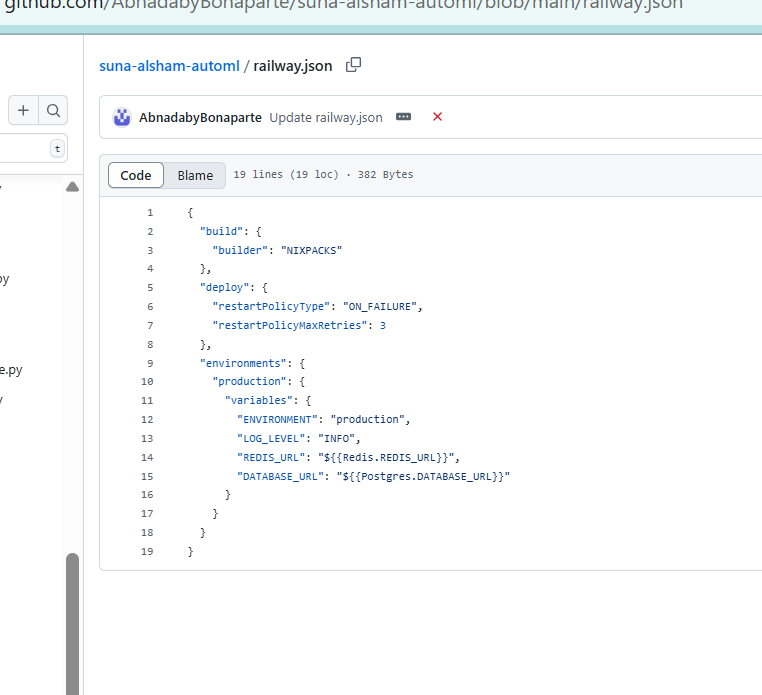 github.com/AbnadabyBonaparte/suna-alsham-automl/blob/main/railway.json
suna-alsham-automl / railway.json
AbnadabyBonaparte Update railway.json
t
Code Blame 19 lines (19 loc) · 382 Bytes
py
e.py
1 {
2 "build": {
3 "builder": "NIXPACKS"
4 },
5 "deploy": {
6 "restartPolicyType": "ON_FAILURE",
7 "restartPolicyMaxRetries": 3
8 },
9 "environments": {
10 "production": {
11 "variables": {
12 "ENVIRONMENT": "production",
13 "LOG_LEVEL": "INFO",
14 "REDIS_URL": "${{Redis.REDIS_URL}}",
15 "DATABASE_URL": "${{Postgres.DATABASE_URL}}"
16 }
17 }
18 }
19 }